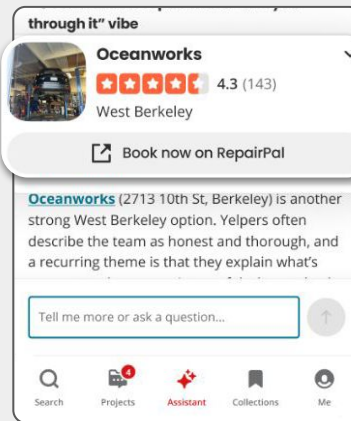 through it” vibe
Oceanworks
4.3 (143)
West Berkeley
Book now on RepairPal
Oceanworks (2713 10th St, Berkeley) is another
strong West Berkeley option. Yelpers often
describe the team as honest and thorough, and
a recurring theme is that they explain what’s
Tell me more or ask a question...
4
Search Projects Assistant Collections Me